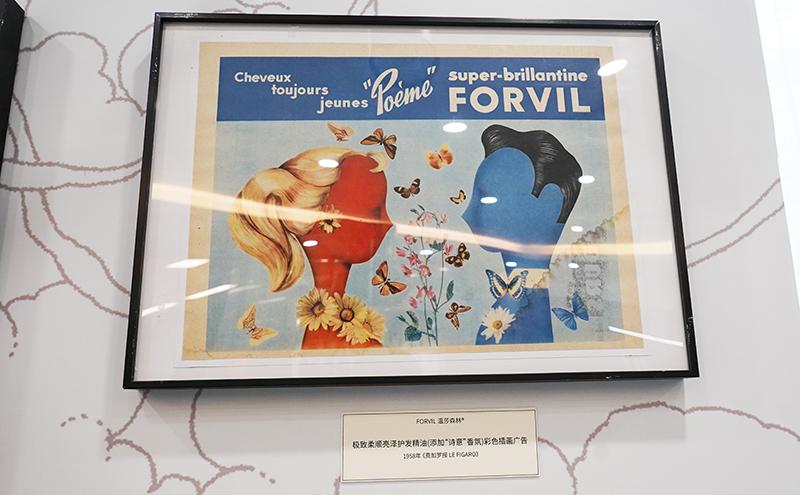 Cheveux
toujours
jeunes
"Poème"
super-brillantine
FORVIL
FORVIL 温莎森林®
极致柔顺亮泽护发精油(添加“诗意”香氛)彩色插画广告
1958年《费加罗报 LE FIGARO》